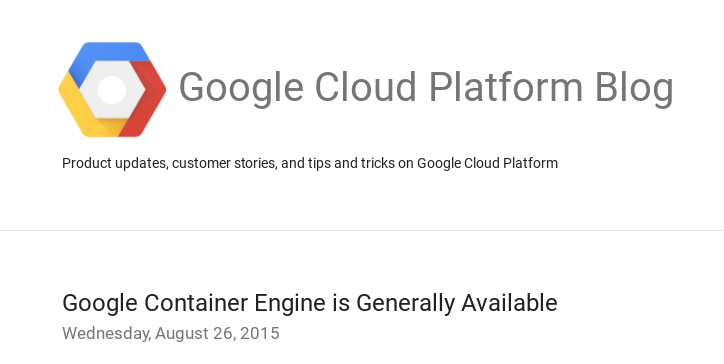 Google Cloud Platform Blog
Product updates, customer stories, and tips and tricks on Google Cloud Platform
Google Container Engine is Generally Available
Wednesday, August 26, 2015